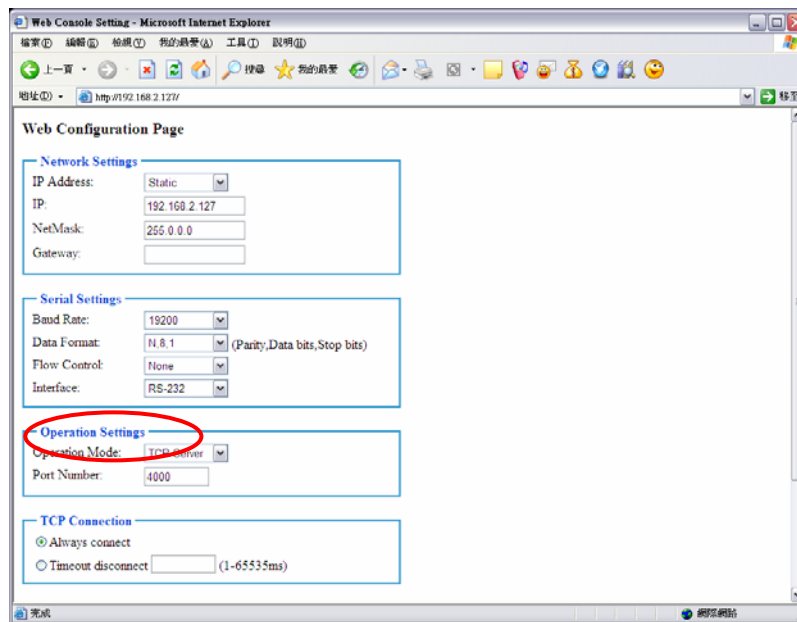 Web Console Setting - Microsoft Internet Explorer
檔案(F) 編輯(E) 檢視(V) 我的最愛(A) 工具(T) 說明(H)
上一頁 搜尋 我的最愛
網址(D) http://192.168.2.127/ 移至
Web Configuration Page
Network Settings
IP Address: Static
IP: 192.168.2.127
NetMask: 255.0.0.0
Gateway:
Serial Settings
Baud Rate: 19200
Data Format: N,8,1 (Parity,Data bits,Stop bits)
Flow Control: None
Interface: RS-232
Operation Settings
Operation Mode: TCP Server
Port Number: 4000
TCP Connection
Always connect
Timeout disconnect (1-65535ms)
完成 網際網路